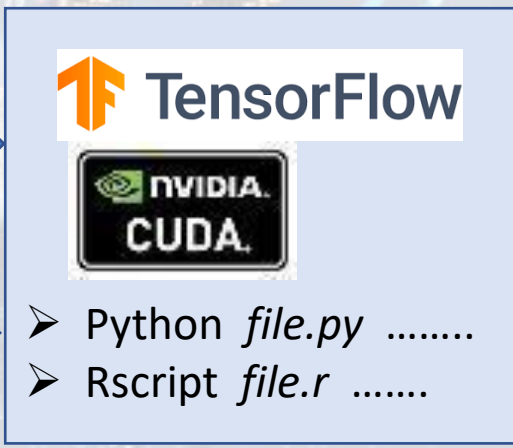 TensorFlow
NVIDIA.
CUDA.
➢ Python file.py ……..
➢ Rscript file.r …….